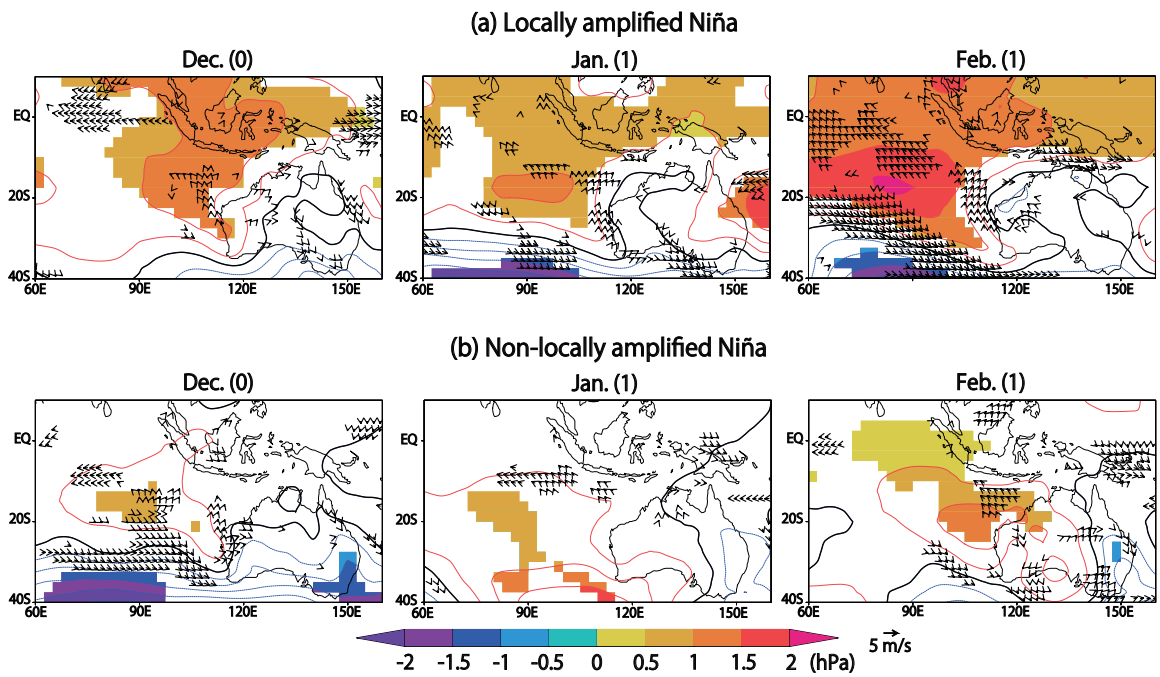 (a) Locally amplified Niña
Dec. (0) Jan. (1) Feb. (1)
EQ EQ EQ
20S 20S 20S
40S 40S 40S
60E 90E 120E 150E 60E 90E 120E 150E 60E 90E 120E 150E
(b) Non-locally amplified Niña
Dec. (0) Jan. (1) Feb. (1)
EQ EQ EQ
20S 20S 20S
40S 40S 40S
60E 90E 120E 150E 60E 90E 120E 150E 60E 90E 120E 150E
-2 -1.5 -1 -0.5 0 0.5 1 1.5 2 (hPa) 5 m/s